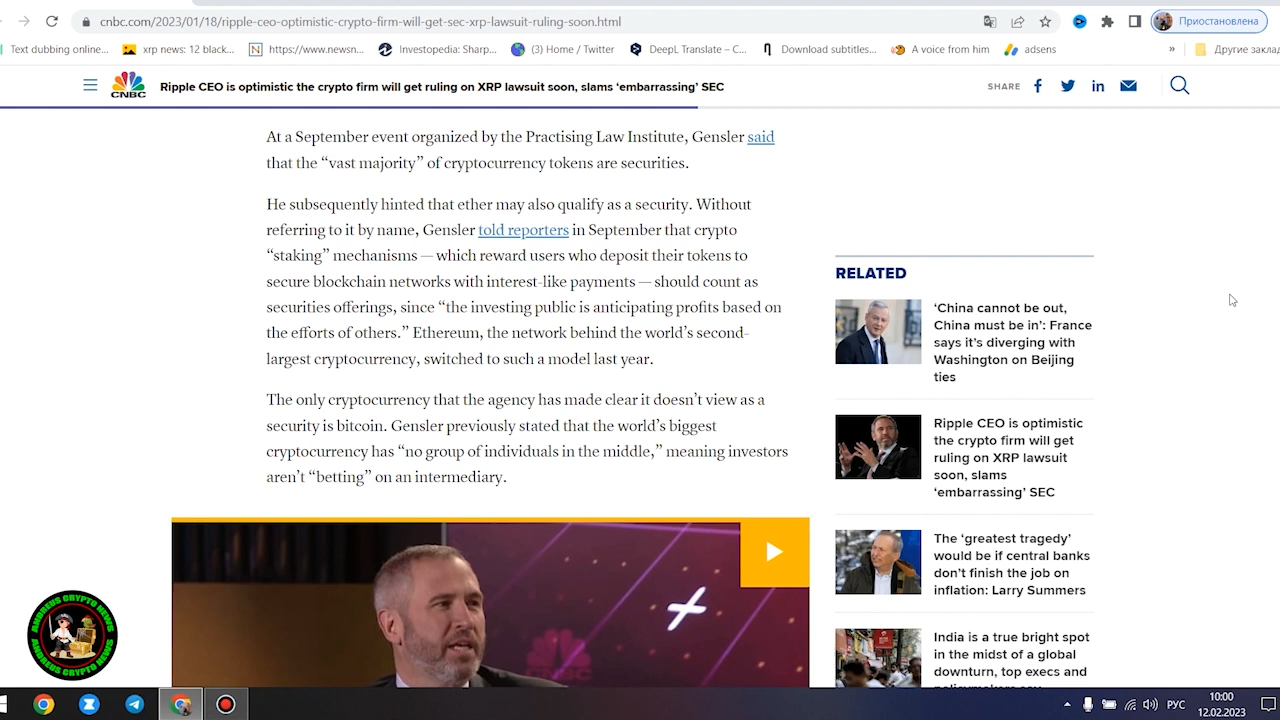 cnbc.com/2023/01/18/ripple-ceo-optimistic-crypto-firm-will-get-sec-xrp-lawsuit-ruling-soon.html
Приостановлена
Text dubbing online...
xrp news: 12 black...
https://www.newsn...
Investopedia: Sharp...
(3) Home / Twitter
DeepL Translate – C...
Download subtitles...
A voice from him
adsens
»
Другие закла
CNBC
Ripple CEO is optimistic the crypto firm will get ruling on XRP lawsuit soon, slams ‘embarrassing’ SEC
SHARE
At a September event organized by the Practising Law Institute, Gensler said
that the “vast majority” of cryptocurrency tokens are securities.
He subsequently hinted that ether may also qualify as a security. Without
referring to it by name, Gensler told reporters in September that crypto
“staking” mechanisms — which reward users who deposit their tokens to
secure blockchain networks with interest-like payments — should count as
securities offerings, since “the investing public is anticipating profits based on
the efforts of others.” Ethereum, the network behind the world’s second-
largest cryptocurrency, switched to such a model last year.
The only cryptocurrency that the agency has made clear it doesn’t view as a
security is bitcoin. Gensler previously stated that the world’s biggest
cryptocurrency has “no group of individuals in the middle,” meaning investors
aren’t “betting” on an intermediary.
RELATED
‘China cannot be out,
China must be in’: France
says it’s diverging with
Washington on Beijing
ties
Ripple CEO is optimistic
the crypto firm will get
ruling on XRP lawsuit
soon, slams
‘embarrassing’ SEC
The ‘greatest tragedy’
would be if central banks
don’t finish the job on
inflation: Larry Summers
India is a true bright spot
in the midst of a global
downturn, top execs and
ANDREUS CRYPTO NEWS
ANDREUS CRYPTO NEWS
РУС
10:00
12.02.2023